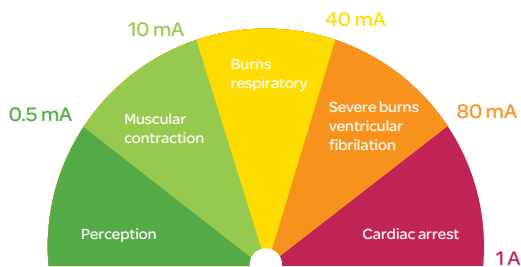 40 mA
10 mA
Burns
respiratory
0.5 mA
Muscular
contraction
Severe burns
ventricular
fibrilation
80 mA
Perception
Cardiac arrest
1 A